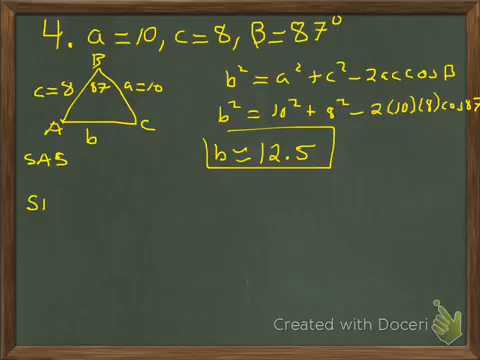 4. a = 10, c = 8, B = 87°
B
c = 8
87
a = 10
A
C
b
SAS
SI
b² = a² + c² - 2ac cos B
b² = 10² + 8² - 2(10)(8) cos 87
b ≈ 12.5
Created with Doceri